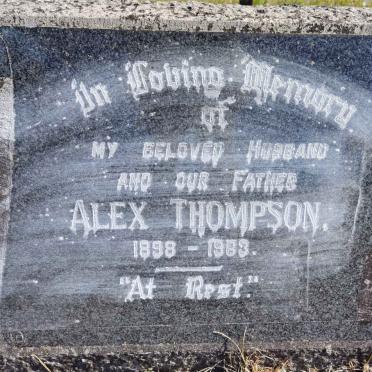 In Loving Memory
of
MY BELOVED HUSBAND
AND OUR FATHER
ALEX THOMPSON.
1898 - 1983.
"At Rest."